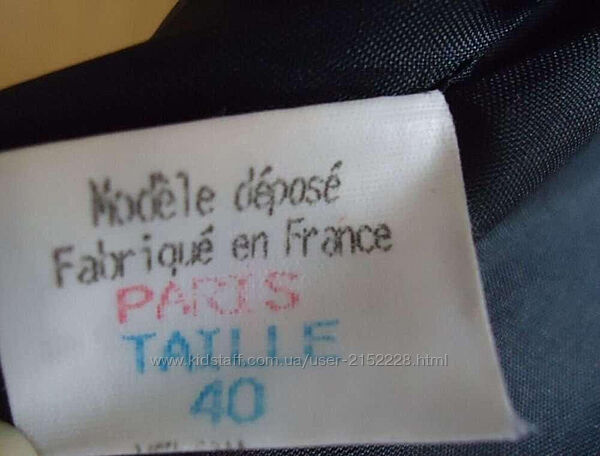 Modèle déposé
Fabriqué en France
PARIS
TAILLE
www.kidstaff.com.ua/user-2152228.html
40